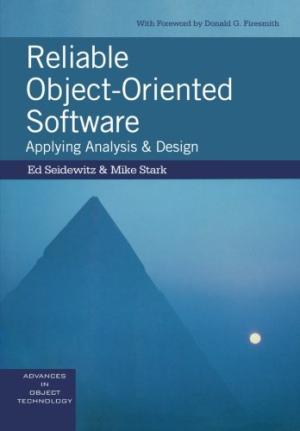 With Foreword by Donald G. Firesmith
Reliable
Object-Oriented
Software
Applying Analysis & Design
Ed Seidewitz & Mike Stark
ADVANCES
IN
OBJECT
TECHNOLOGY